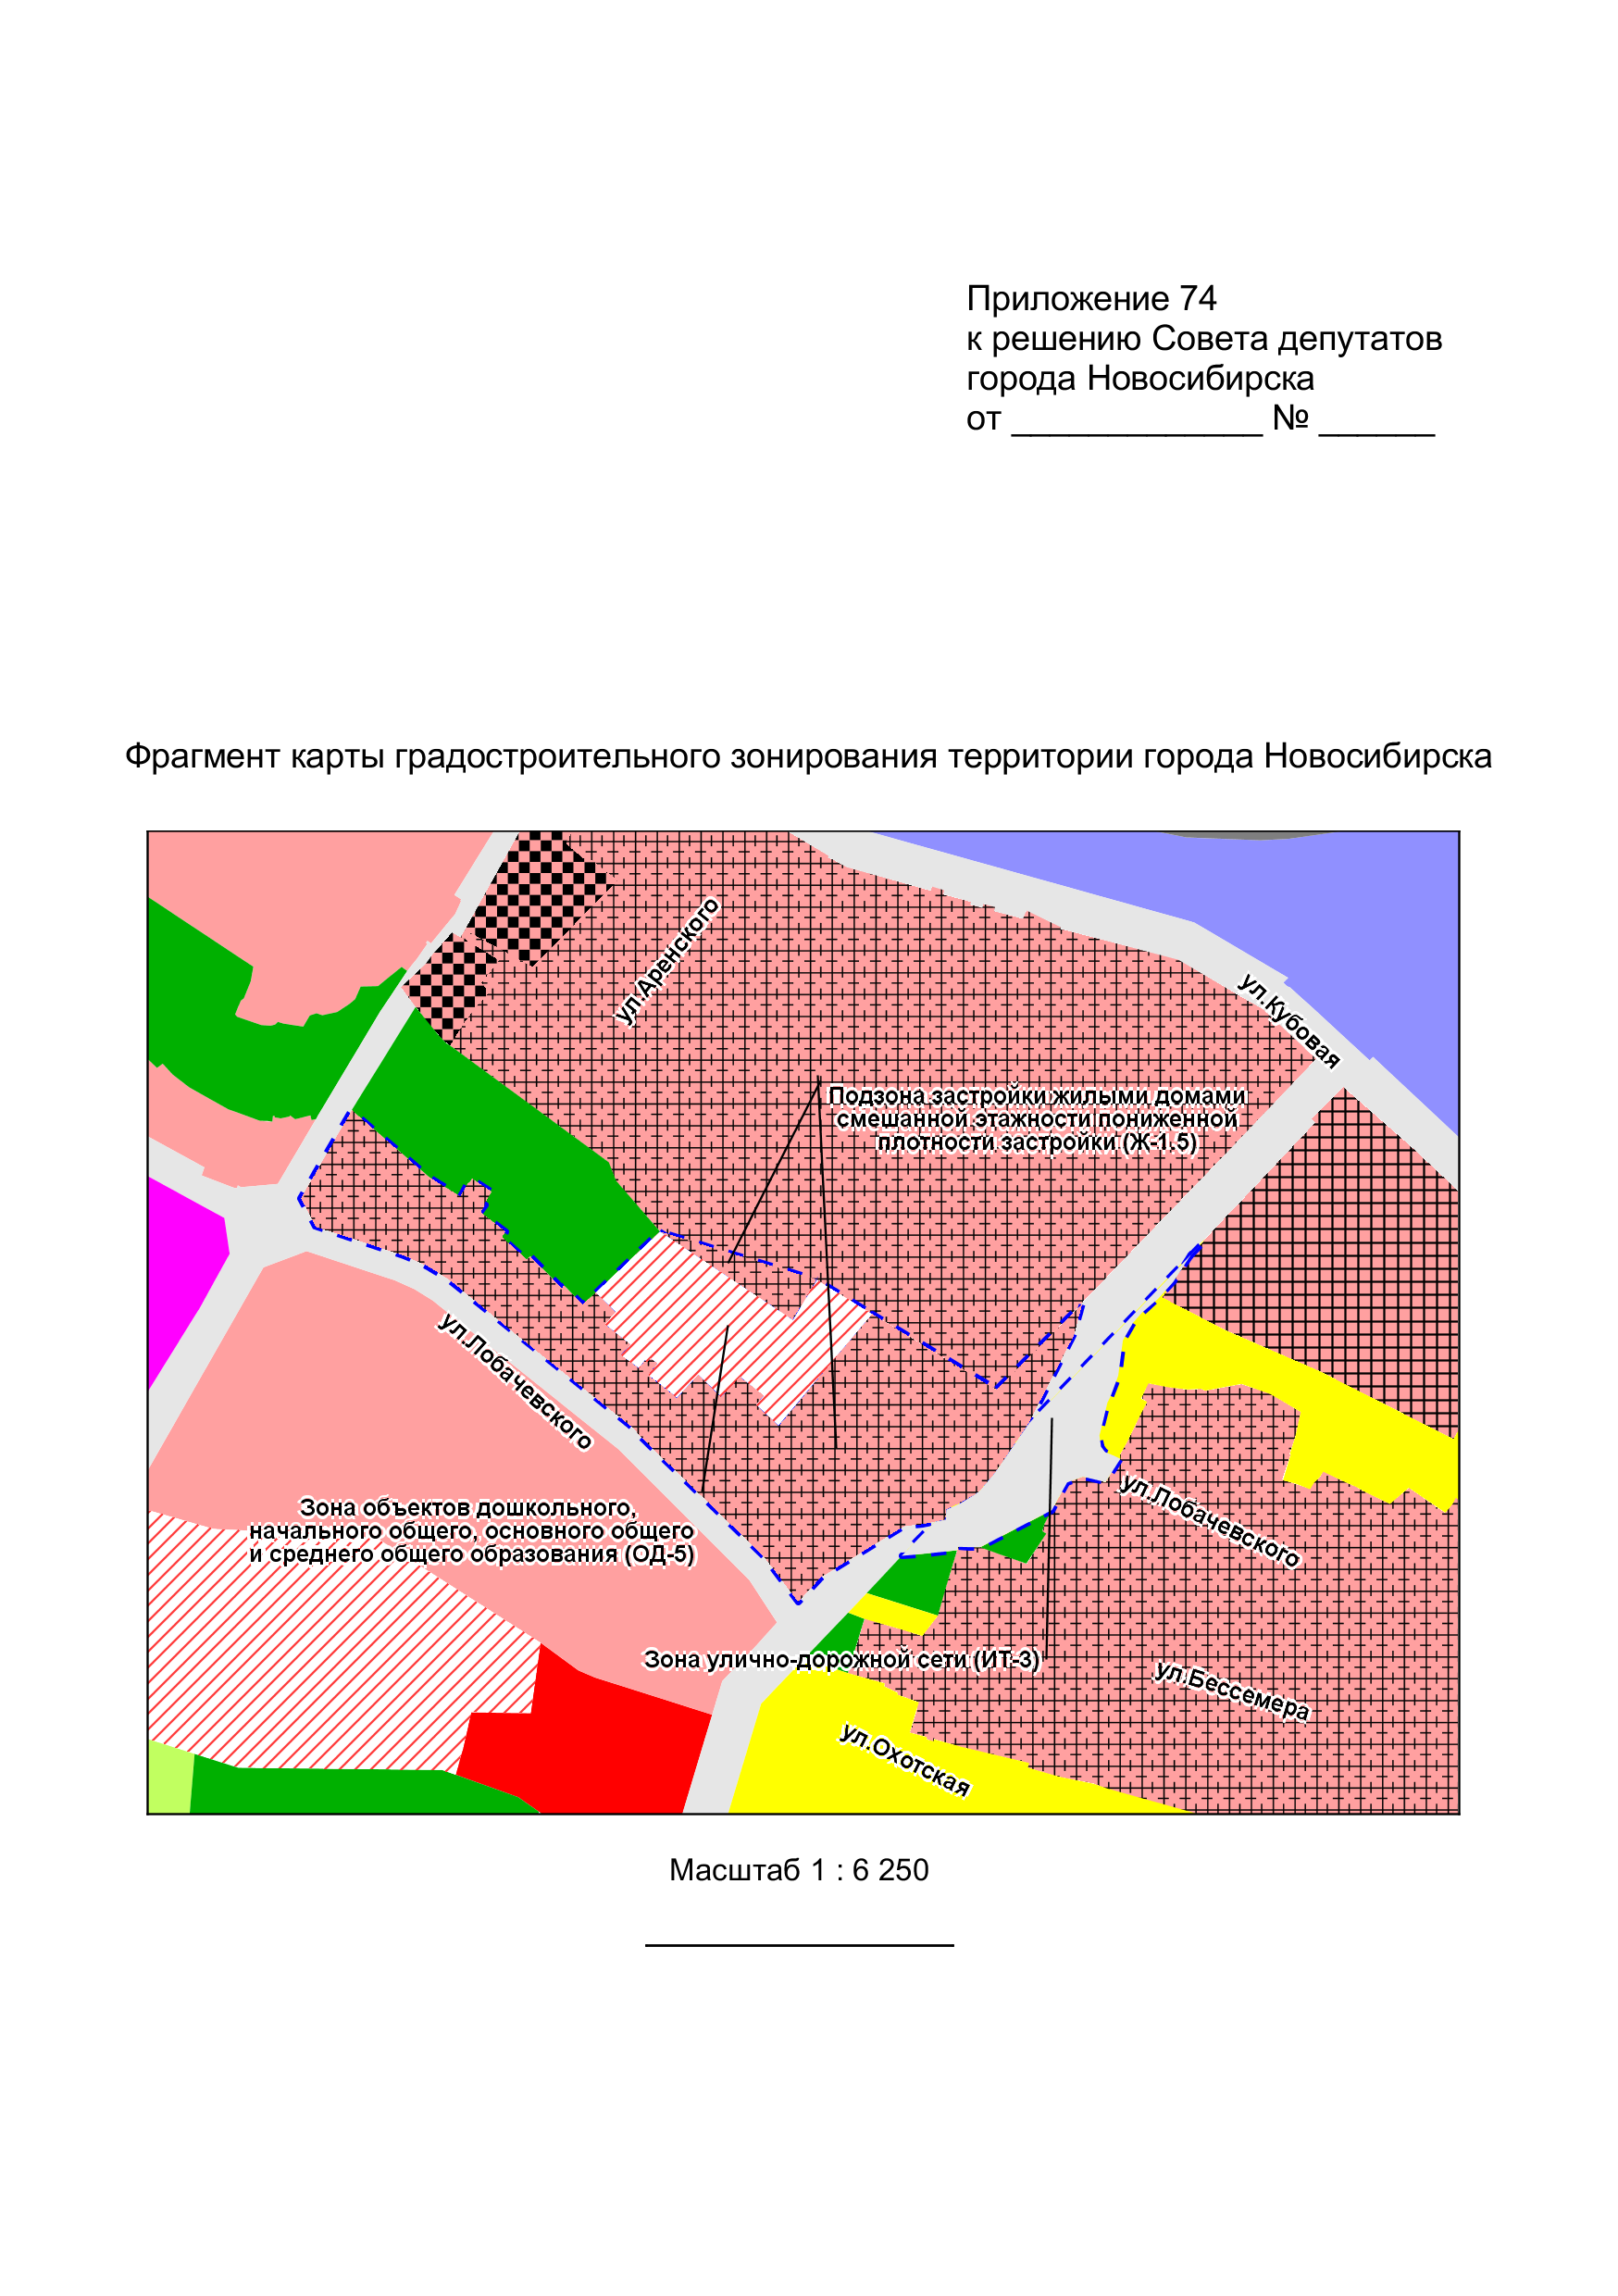 Приложение 74
к решению Совета депутатов
города Новосибирска
от _____________ № ______
Фрагмент карты градостроительного зонирования территории города Новосибирска
ул.Аренского
ул.Кубовая
Подзона застройки жилыми домами
смешанной этажности пониженной
плотности застройки (Ж-1.5)
ул.Лобачевского
ул.Лобачевского
Зона объектов дошкольного,
начального общего, основного общего
и среднего общего образования (ОД-5)
Зона улично-дорожной сети (ИТ-3)
ул.Бессемера
ул.Охотская
Масштаб 1 : 6 250